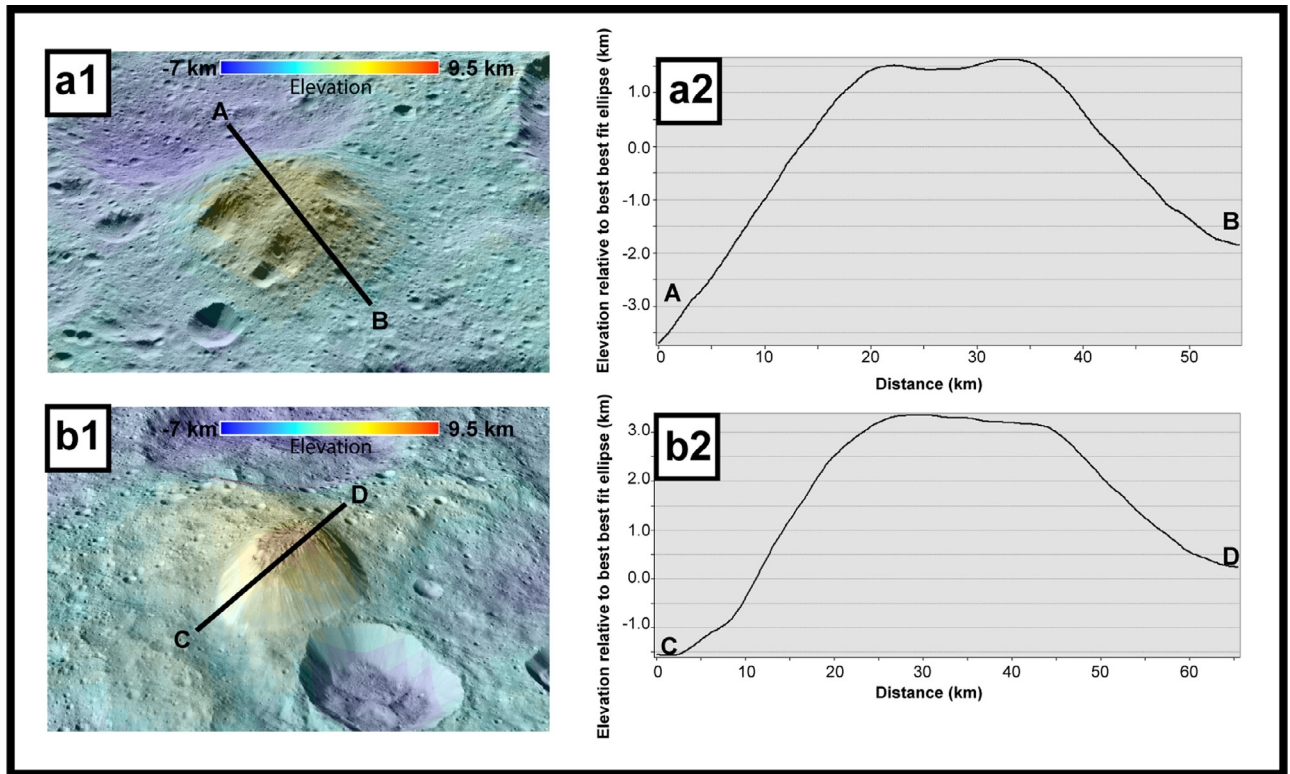 a1
-7 km 9.5 km
Elevation
A
B
a2
Elevation relative to best best fit ellipse (km)
1.0
0.0
-1.0
-2.0
-3.0
A
B
0 10 20 30 40 50
Distance (km)
b1
-7 km 9.5 km
Elevation
D
C
b2
Elevation relative to best best fit ellipse (km)
3.0
2.0
1.0
0.0
-1.0
C
D
0 10 20 30 40 50 60
Distance (km)